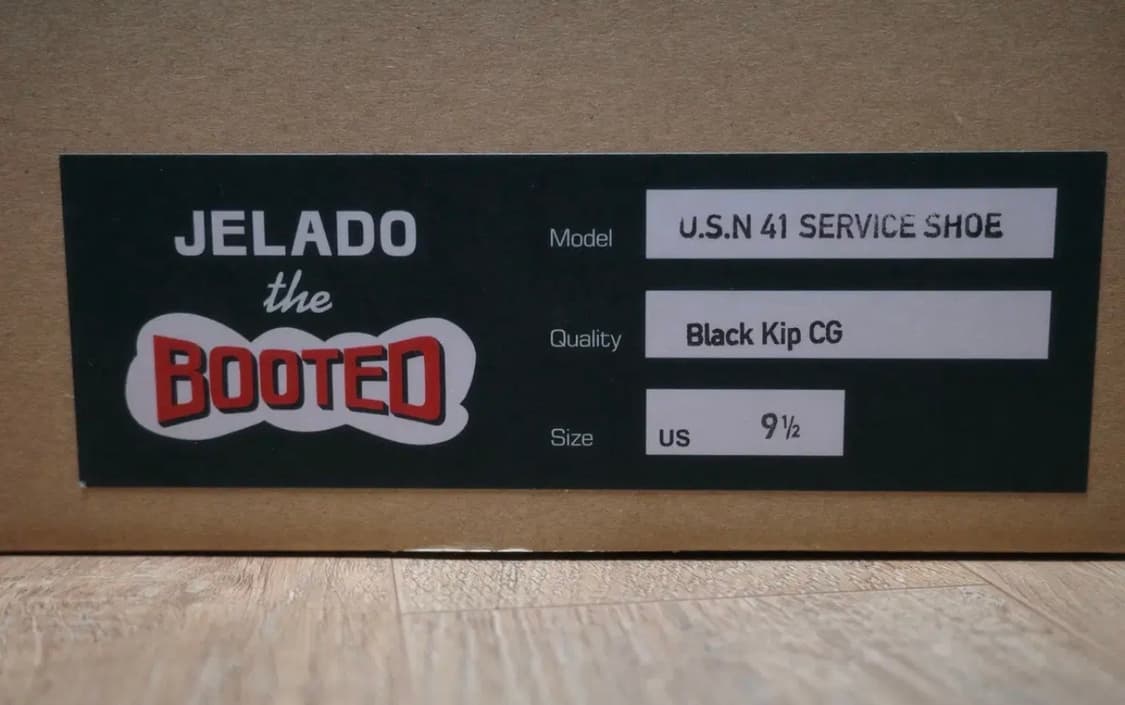 JELADO
the
BOOTED
Model U.S.N 41 SERVICE SHOE
Quality Black Kip CG
Size US 9½